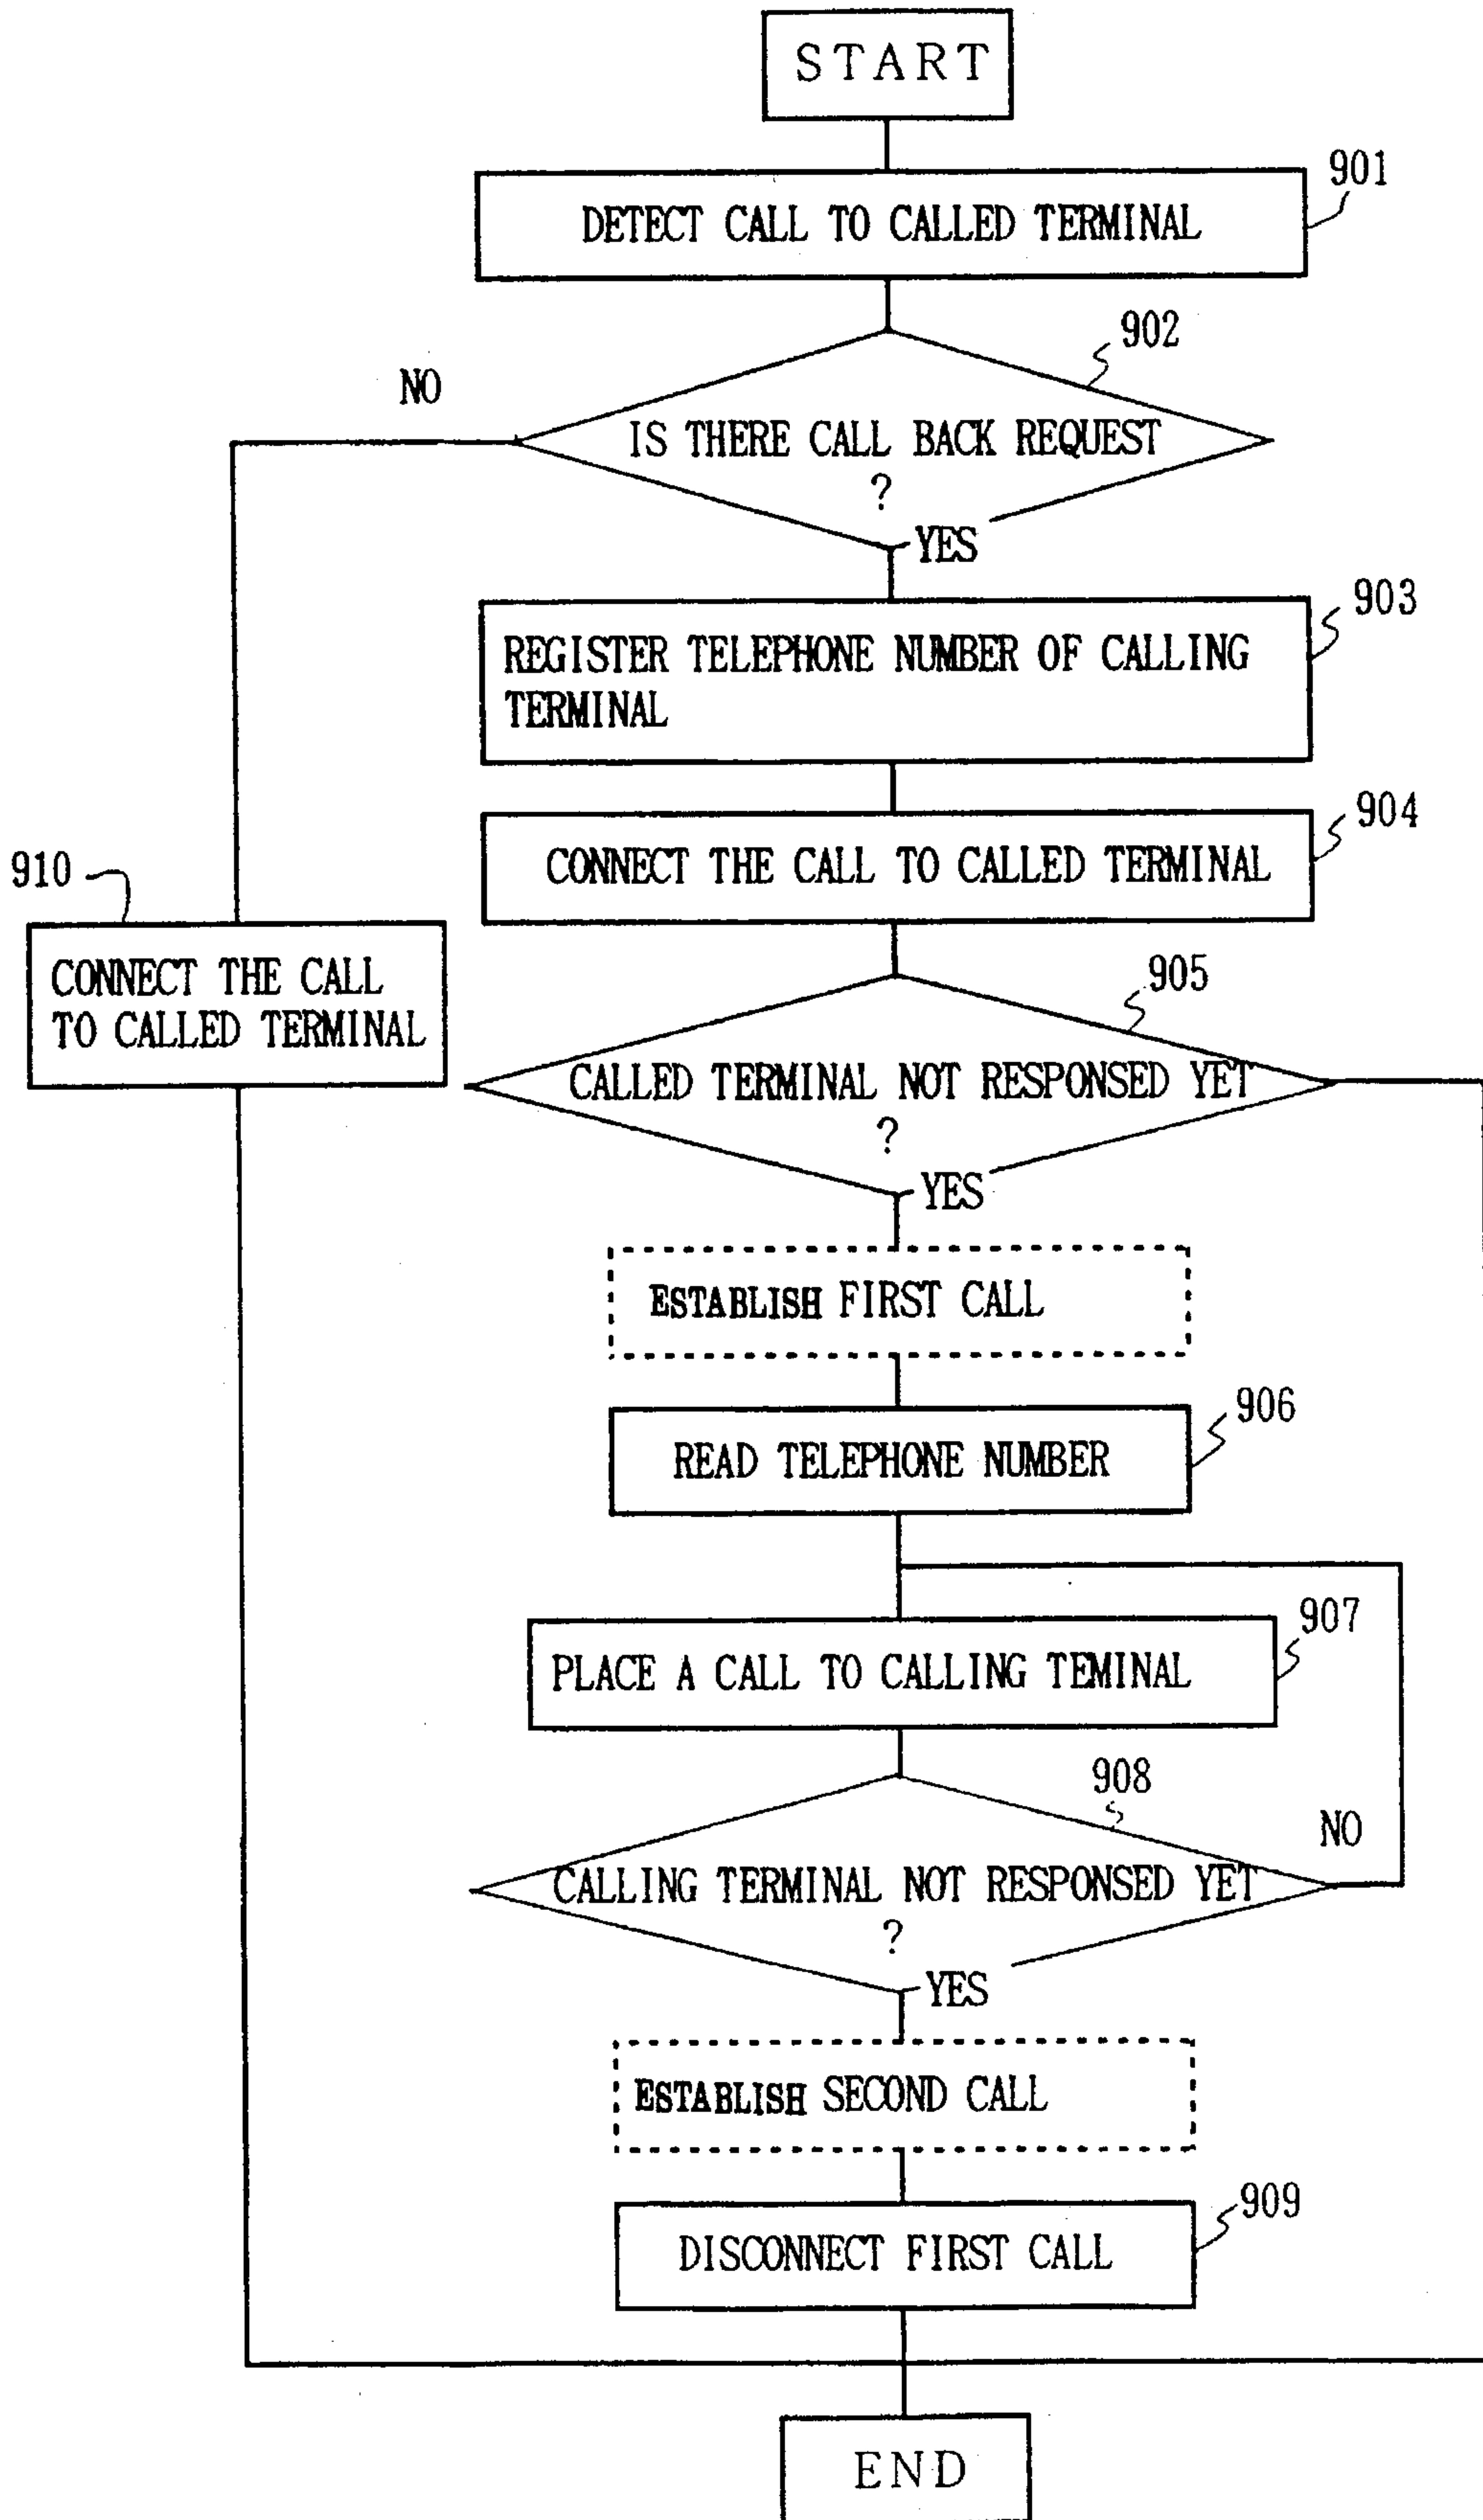 START
901
DETECT CALL TO CALLED TERMINAL
902
NO
IS THERE CALL BACK REQUEST
?
YES
903
REGISTER TELEPHONE NUMBER OF CALLING
TERMINAL
904
CONNECT THE CALL TO CALLED TERMINAL
910
CONNECT THE CALL
TO CALLED TERMINAL
905
CALLED TERMINAL NOT RESPONSED YET
?
YES
ESTABLISH FIRST CALL
906
READ TELEPHONE NUMBER
907
PLACE A CALL TO CALLING TEMINAL
908
NO
CALLING TERMINAL NOT RESPONSED YET
?
YES
ESTABLISH SECOND CALL
909
DISCONNECT FIRST CALL
END